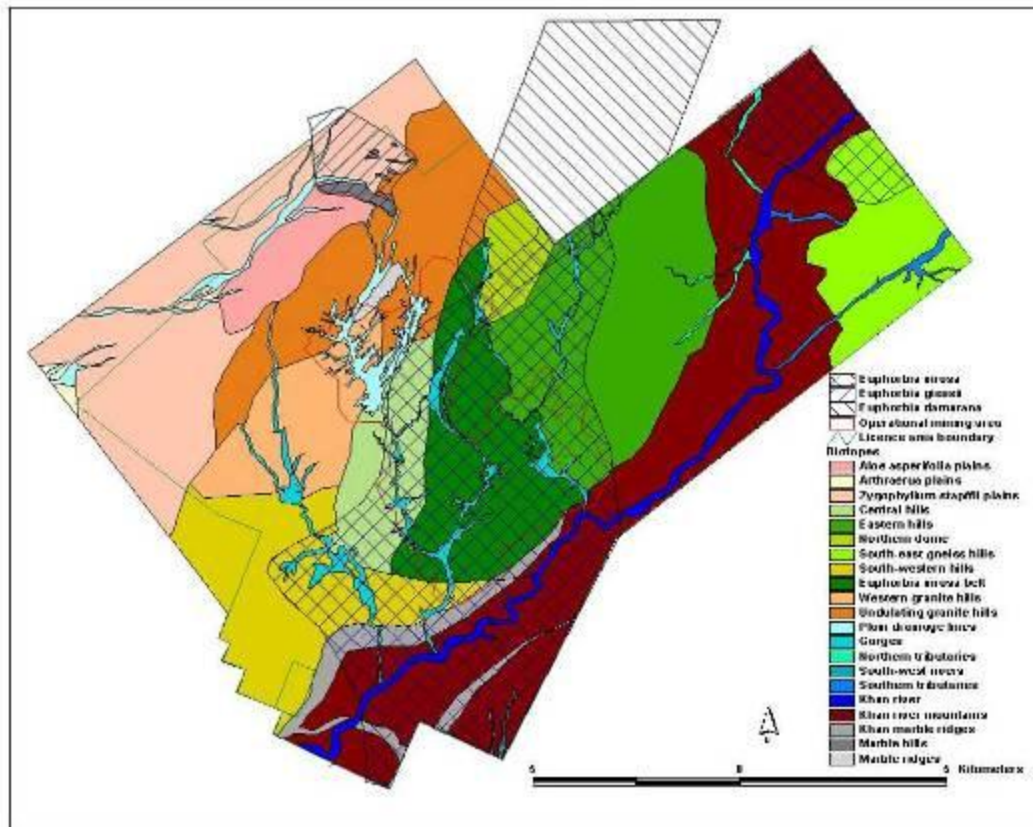 Euphorbia virosa
Euphorbia giessii
Euphorbia damarana
Operational mining area
Licence area boundary
Biotopes
Aloe asperifolia plains
Arthraerua plains
Zygophyllum stapffii plains
Central hills
Eastern hills
Northern dome
South-east gneiss hills
South-western hills
Euphorbia virosa belt
Western granite hills
Undulating granite hills
Plain drainage lines
Gorges
Northern tributaries
South-west rivers
Southern tributaries
Khan river
Khan river mountains
Khan marble ridges
Marble hills
Marble ridges
5 0 5 Kilometers